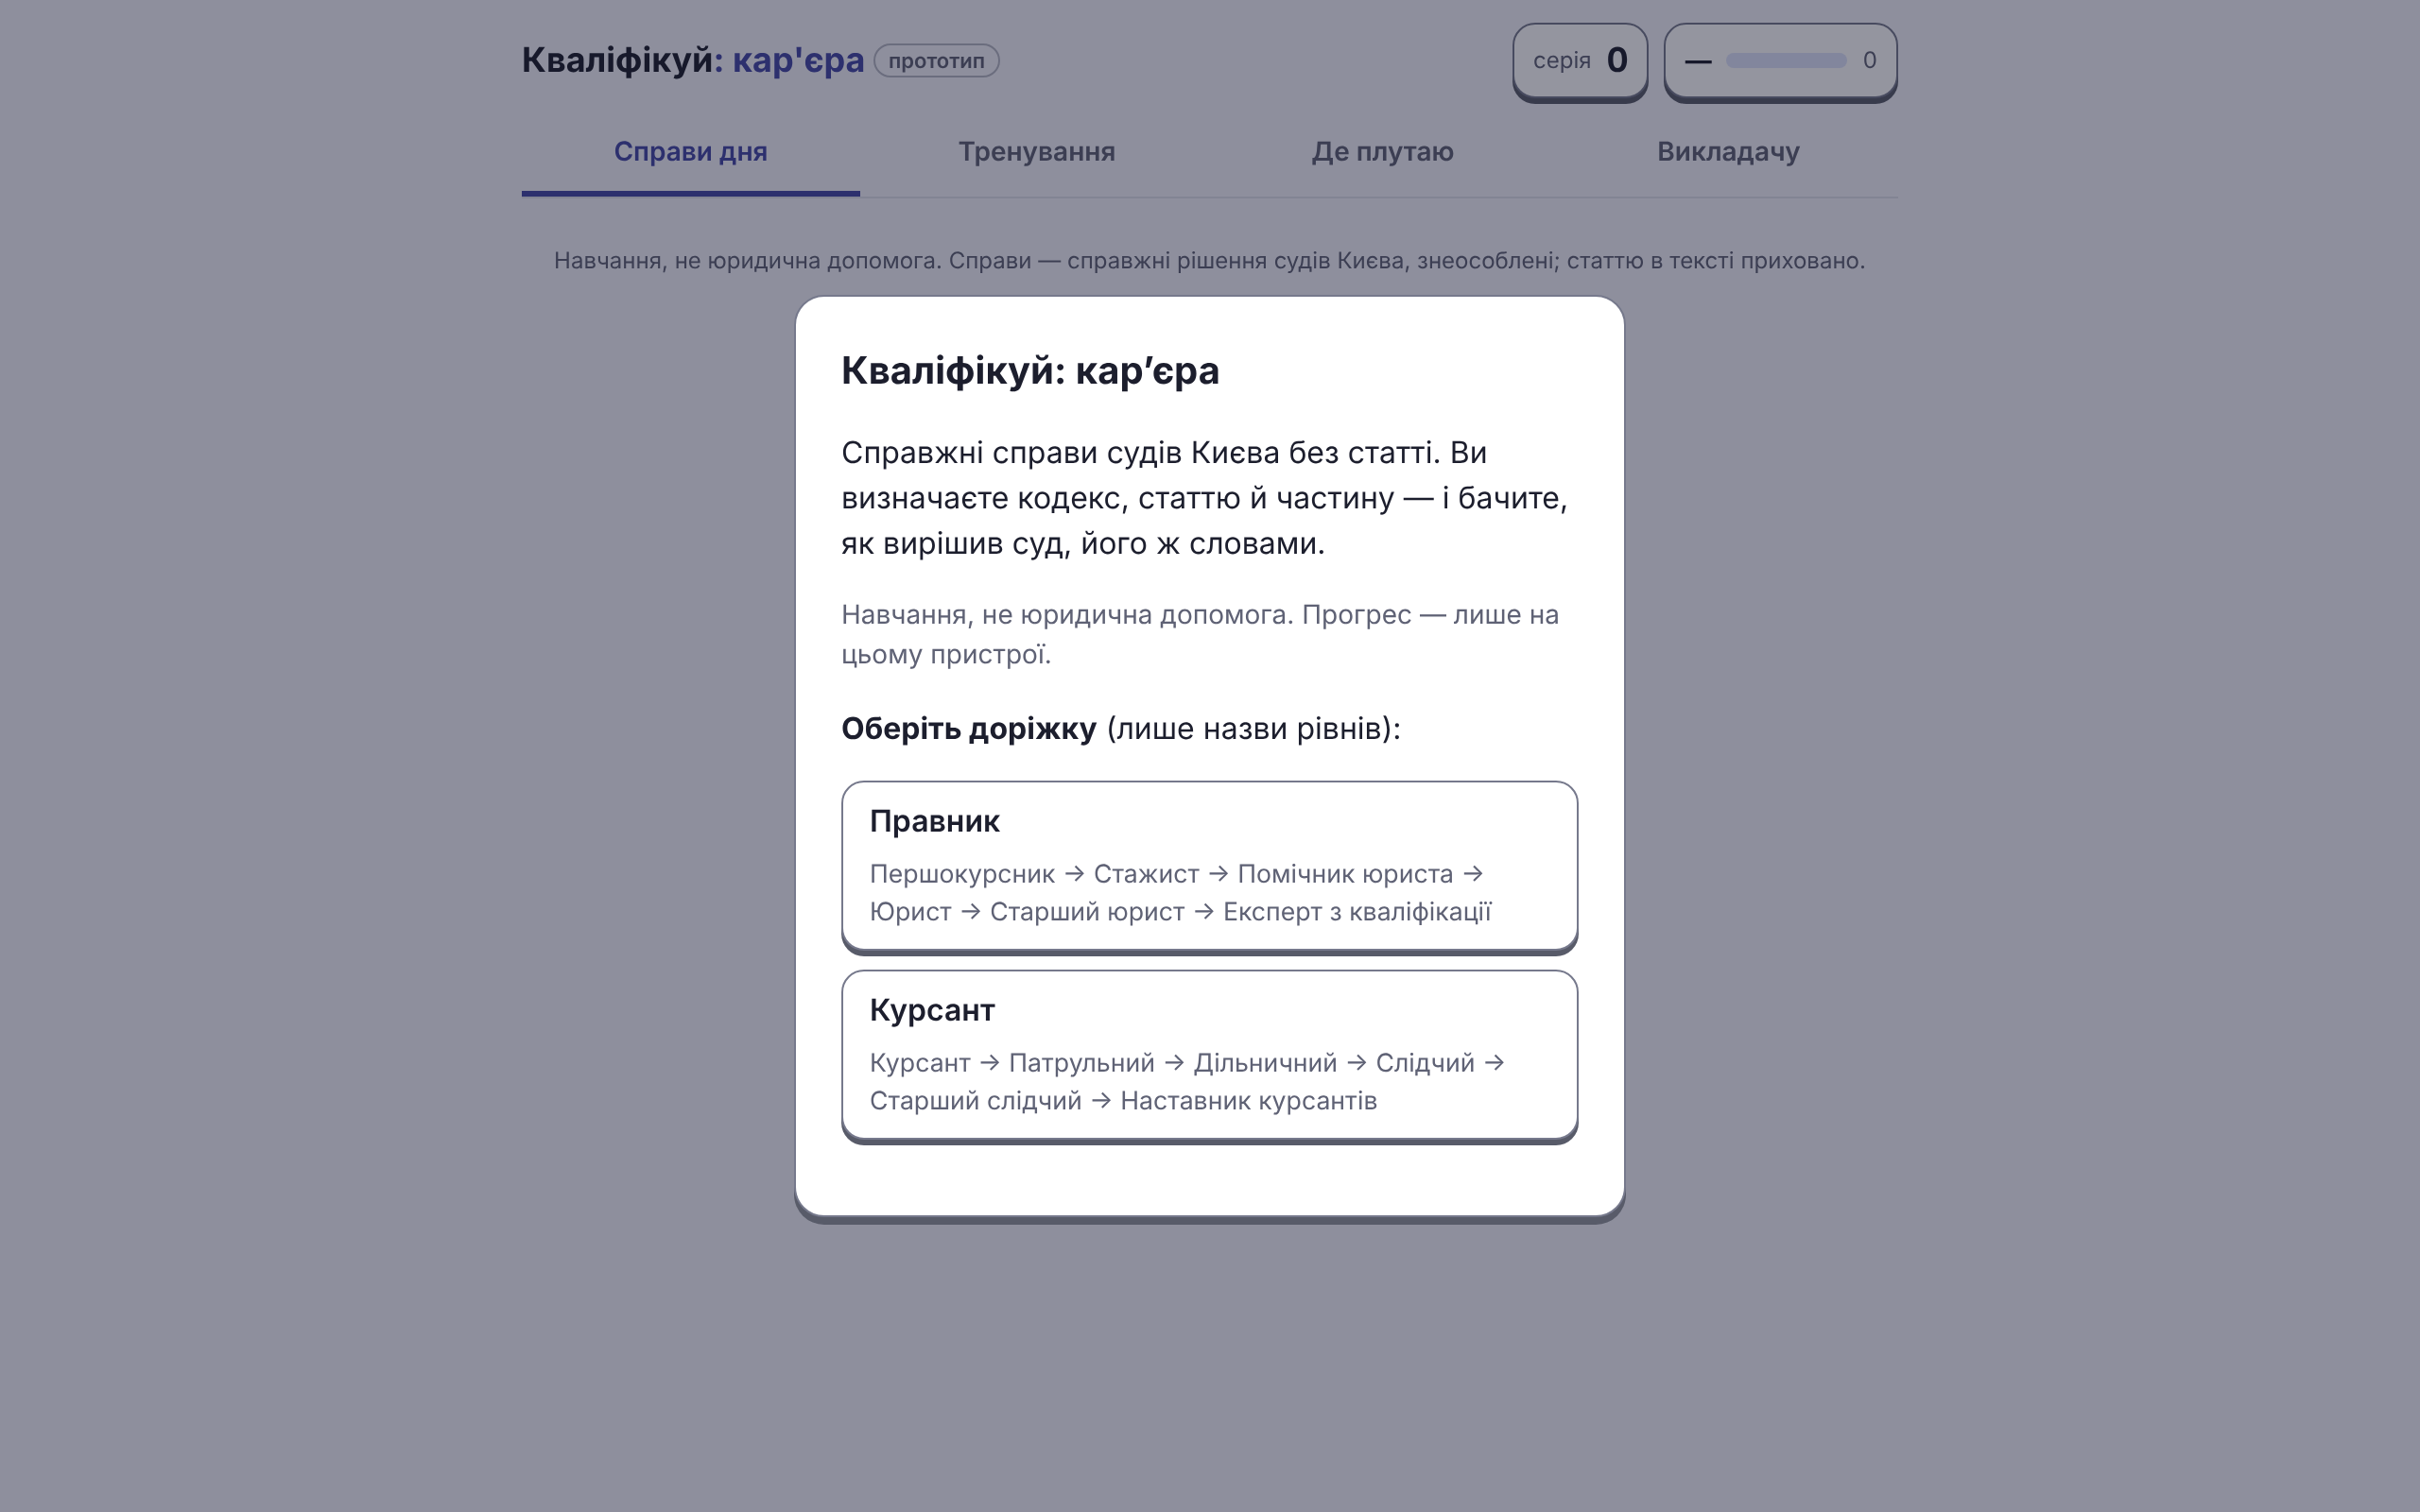 Кваліфікуй: кар'єра прототип
серія 0 — 0
Справи дня Тренування Де плутаю Викладачу
Навчання, не юридична допомога. Справи — справжні рішення судів Києва, знеособлені; статтю в тексті приховано.
Кваліфікуй: кар’єра
Справжні справи судів Києва без статті. Ви
визначаєте кодекс, статтю й частину — і бачите,
як вирішив суд, його ж словами.
Навчання, не юридична допомога. Прогрес — лише на
цьому пристрої.
Оберіть доріжку (лише назви рівнів):
Правник
Першокурсник → Стажист → Помічник юриста →
Юрист → Старший юрист → Експерт з кваліфікації
Курсант
Курсант → Патрульний → Дільничний → Слідчий →
Старший слідчий → Наставник курсантів